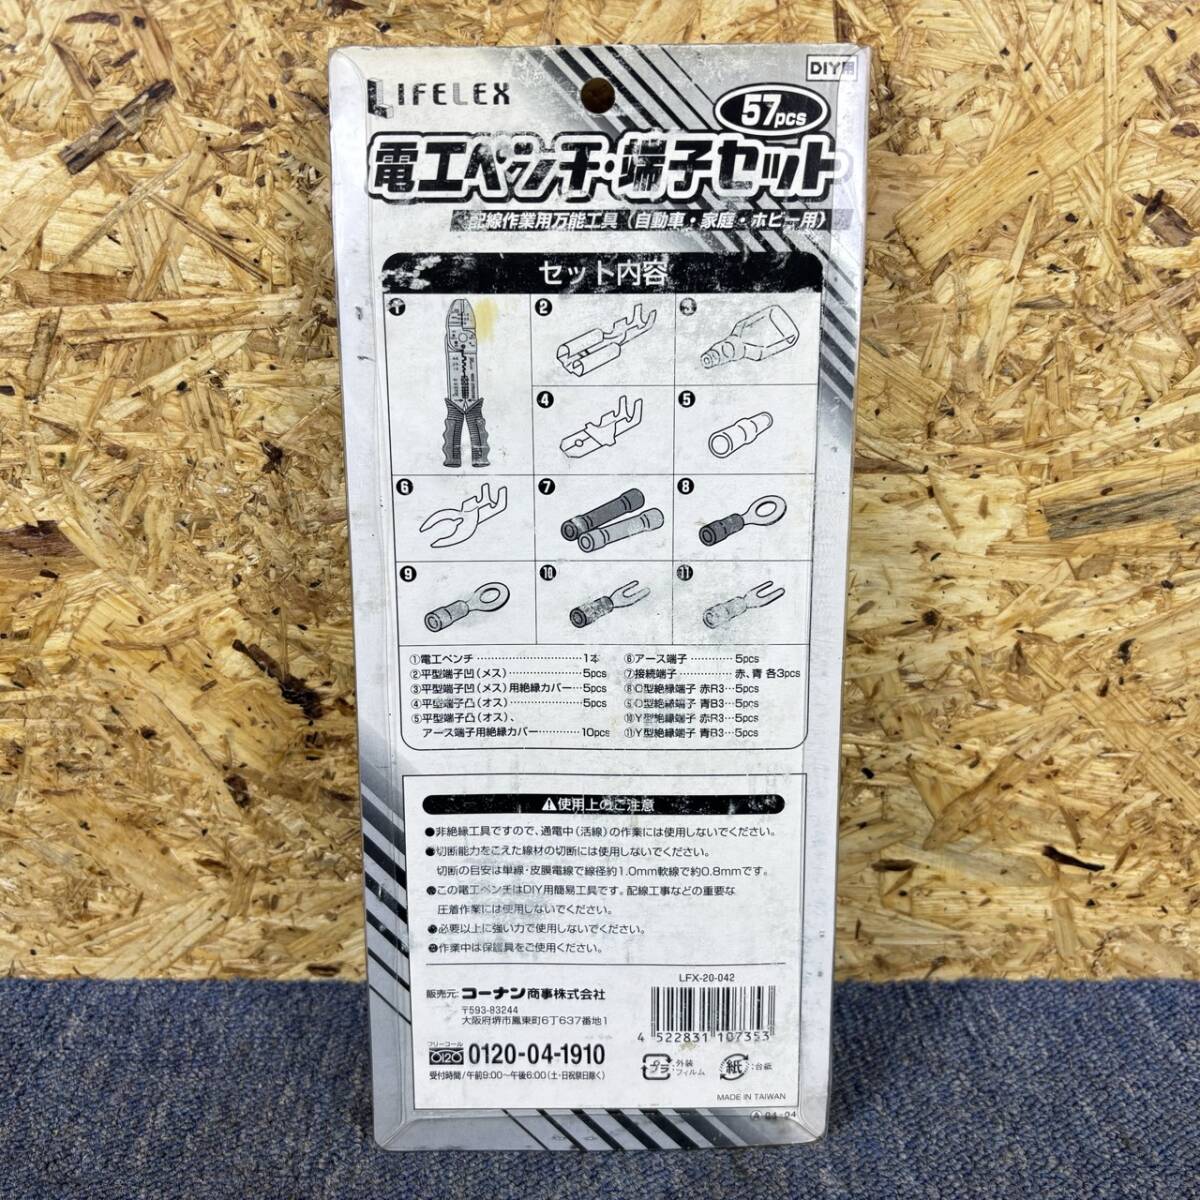 LIFELEX
DIY用
57pcs
電工ペンチ・端子セット
配線作業用万能工具（自動車・家庭・ホビー用）
セット内容
①電工ペンチ…………………………1本
②平型端子凹（メス）………………5pcs
③平型端子凹（メス）用絶縁カバー…5pcs
④平型端子凸（オス）………………5pcs
⑤平型端子凸（オス）、
アース端子用絶縁カバー…………10pcs
⑥アース端子…………5pcs
⑦接続端子……………赤、青 各3pcs
⑧O型絶縁端子 赤R3…5pcs
⑨O型絶縁端子 青B3…5pcs
⑩Y型絶縁端子 赤R3…5pcs
⑪Y型絶縁端子 青B3…5pcs
⚠使用上のご注意
●非絶縁工具ですので、通電中（活線）の作業には使用しないでください。
●切断能力をこえた線材の切断には使用しないでください。
切断の目安は単線・皮膜電線で線径約1.0mm軟線で約0.8mmです。
●この電工ペンチはDIY用簡易工具です。配線工事などの重要な
圧着作業には使用しないでください。
●必要以上に強い力で使用しないでください。
●作業中は保護具をご使用ください。
販売元：コーナン商事株式会社
〒593-83244
大阪府堺市鳳東町6丁637番地1
フリーコール
0120-04-1910
受付時間/午前9:00～午後6:00（土・日祝祭日除く）
LFX-20-042
4 522831 107353
プラ 外装フィルム
紙 ：台紙
MADE IN TAIWAN
Ⓐ 04・04